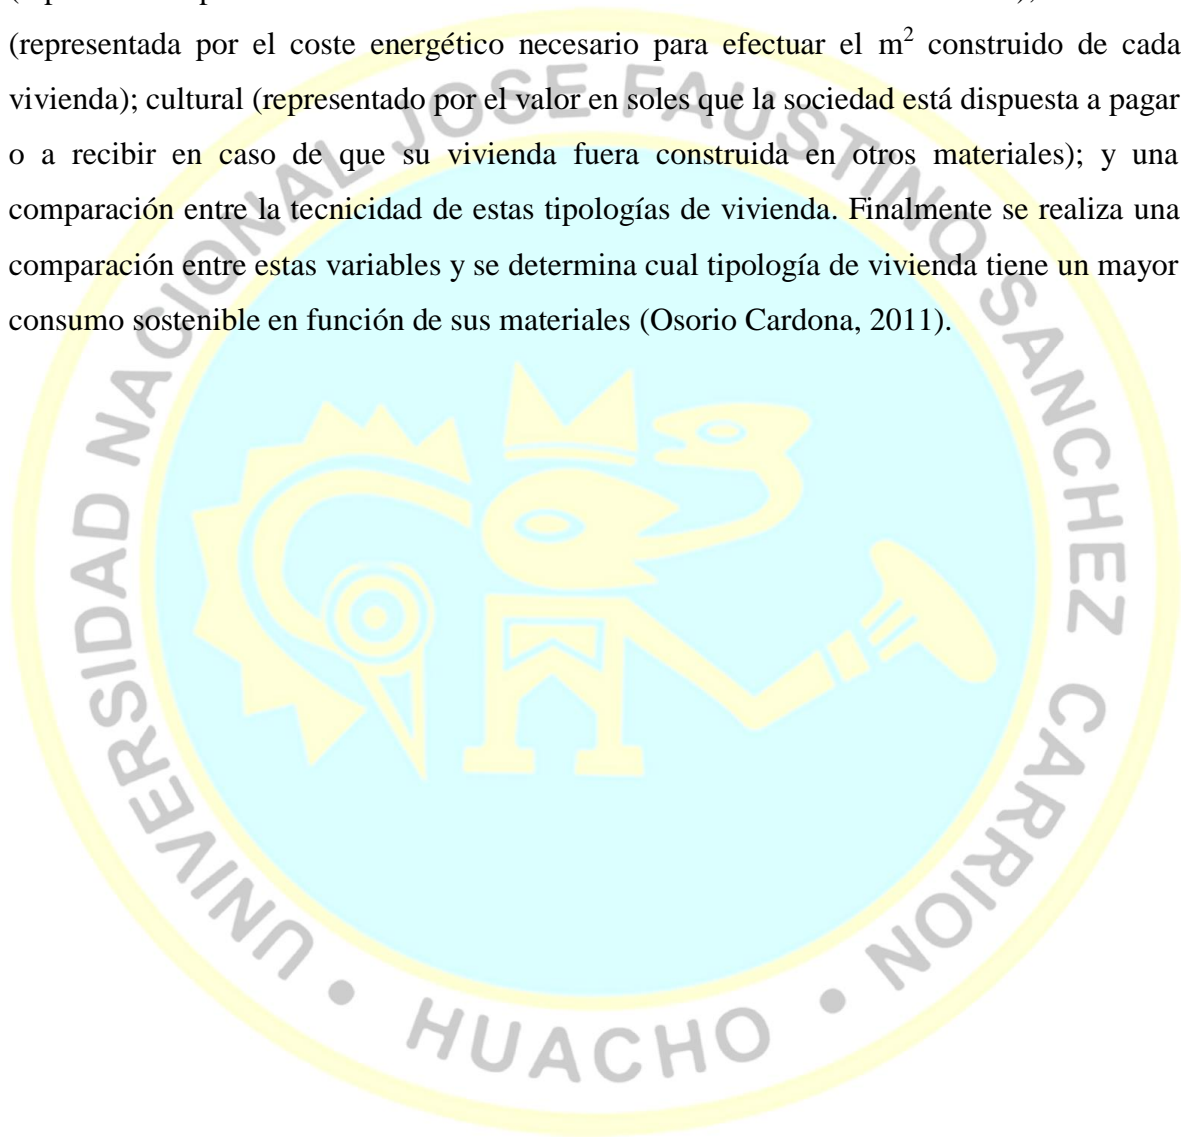 (representada por el coste energético necesario para efectuar el m² construido de cada
vivienda); cultural (representado por el valor en soles que la sociedad está dispuesta a pagar
o a recibir en caso de que su vivienda fuera construida en otros materiales); y una
comparación entre la tecnicidad de estas tipologías de vivienda. Finalmente se realiza una
comparación entre estas variables y se determina cual tipología de vivienda tiene un mayor
consumo sostenible en función de sus materiales (Osorio Cardona, 2011).
UNIVERSIDAD NACIONAL JOSE FAUSTINO SANCHEZ CARRION • HUACHO •